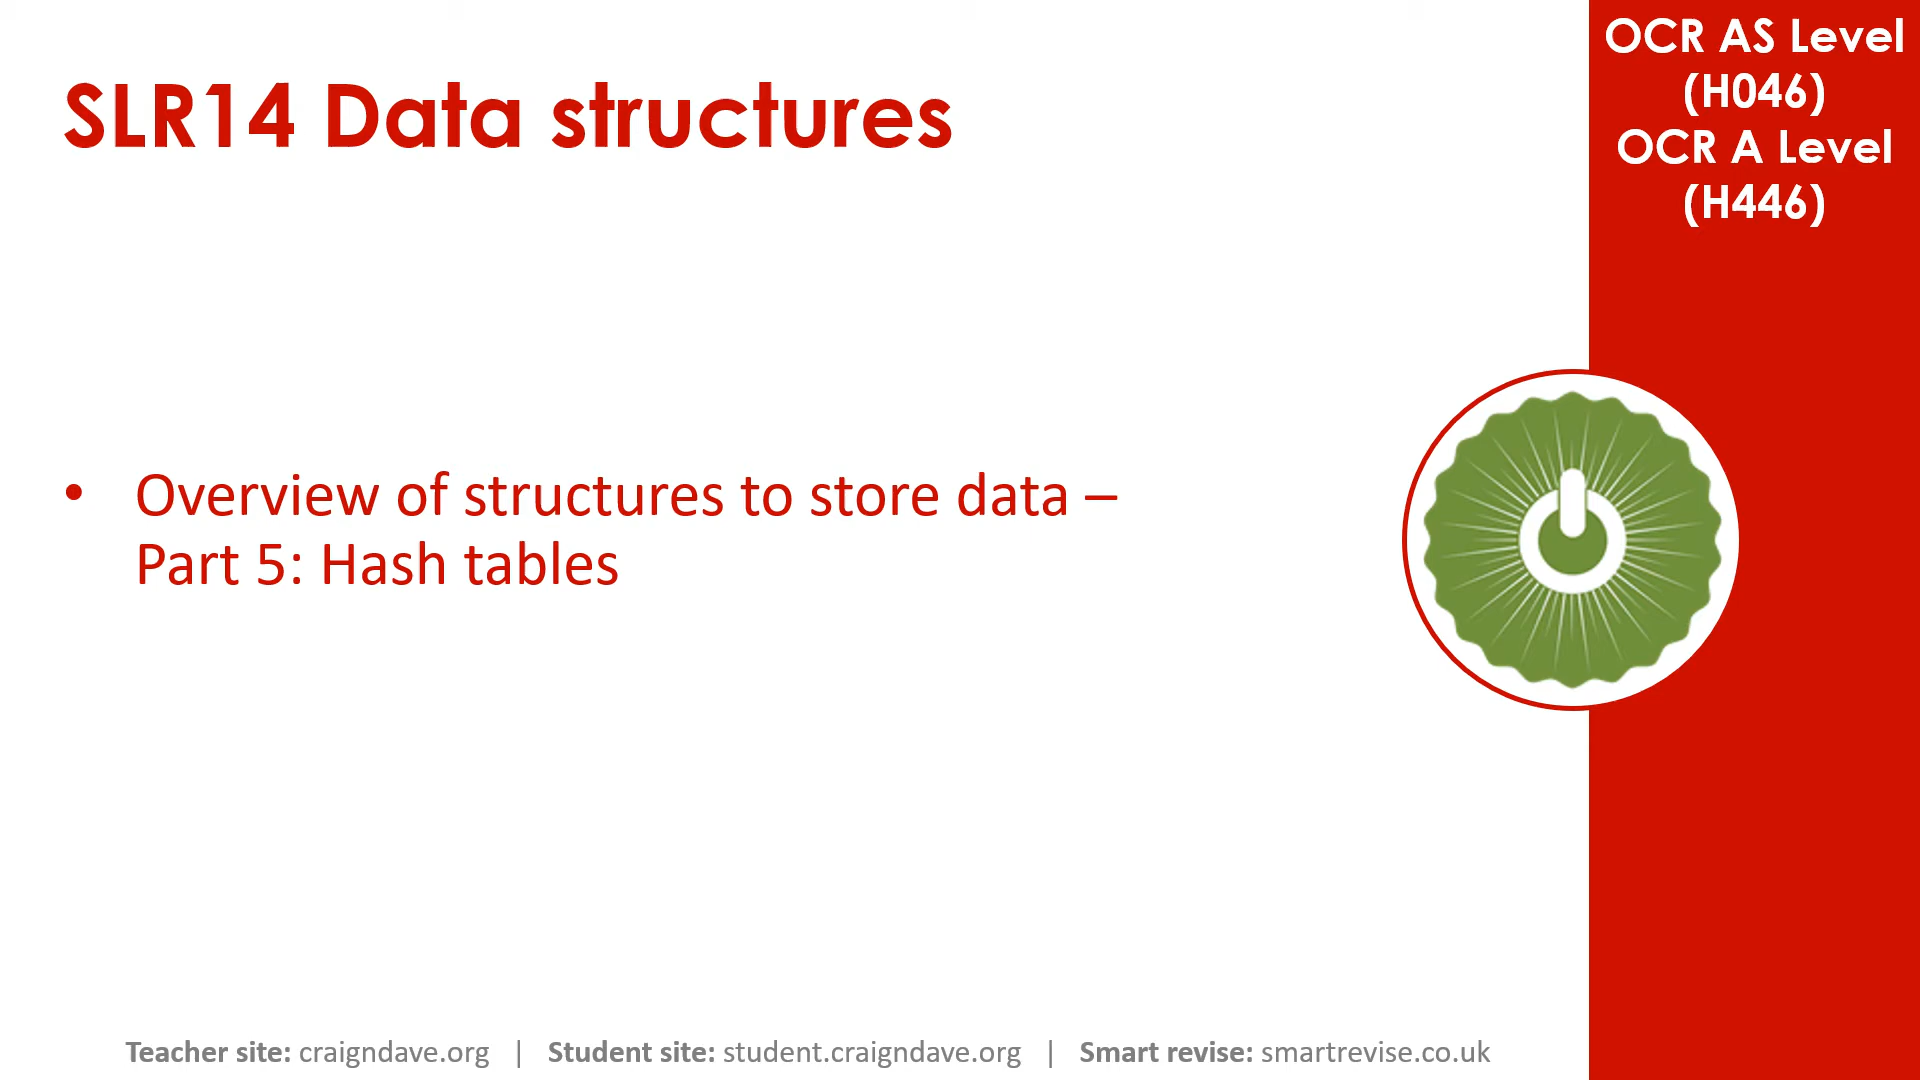 SLR14 Data structures
OCR AS Level
(H046)
OCR A Level
(H446)
• Overview of structures to store data –
Part 5: Hash tables
Teacher site: craigndave.org | Student site: student.craigndave.org | Smart revise: smartrevise.co.uk